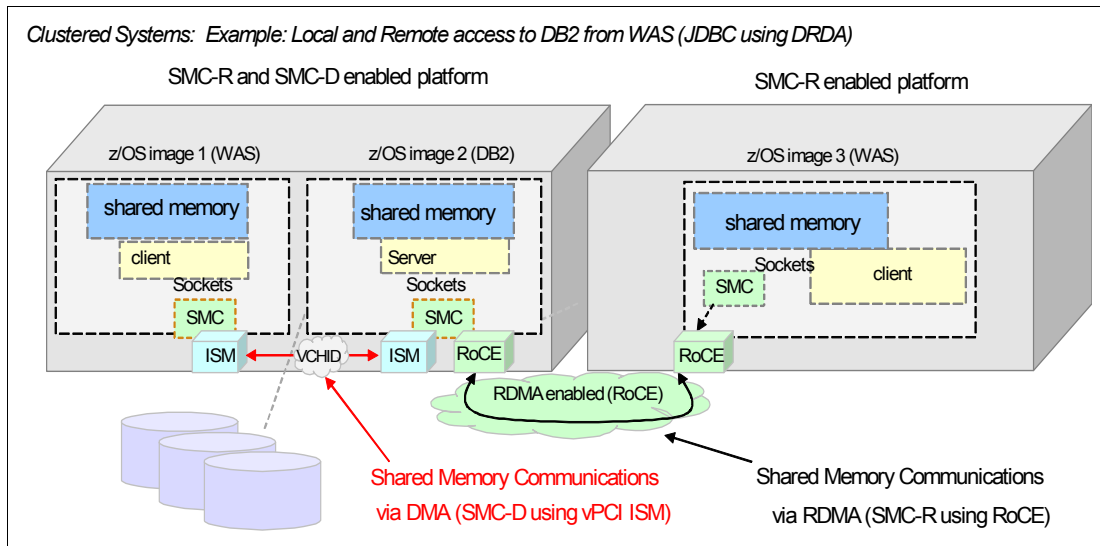 Clustered Systems: Example: Local and Remote access to DB2 from WAS (JDBC using DRDA)
SMC-R and SMC-D enabled platform
SMC-R enabled platform
z/OS image 1 (WAS)
z/OS image 2 (DB2)
z/OS image 3 (WAS)
shared memory
shared memory
shared memory
client
Server
client
Sockets
Sockets
Sockets
SMC
SMC
SMC
ISM
VCHID
ISM
RoCE
RoCE
RDMA enabled (RoCE)
Shared Memory Communications
via DMA (SMC-D using vPCI ISM)
Shared Memory Communications
via RDMA (SMC-R using RoCE)